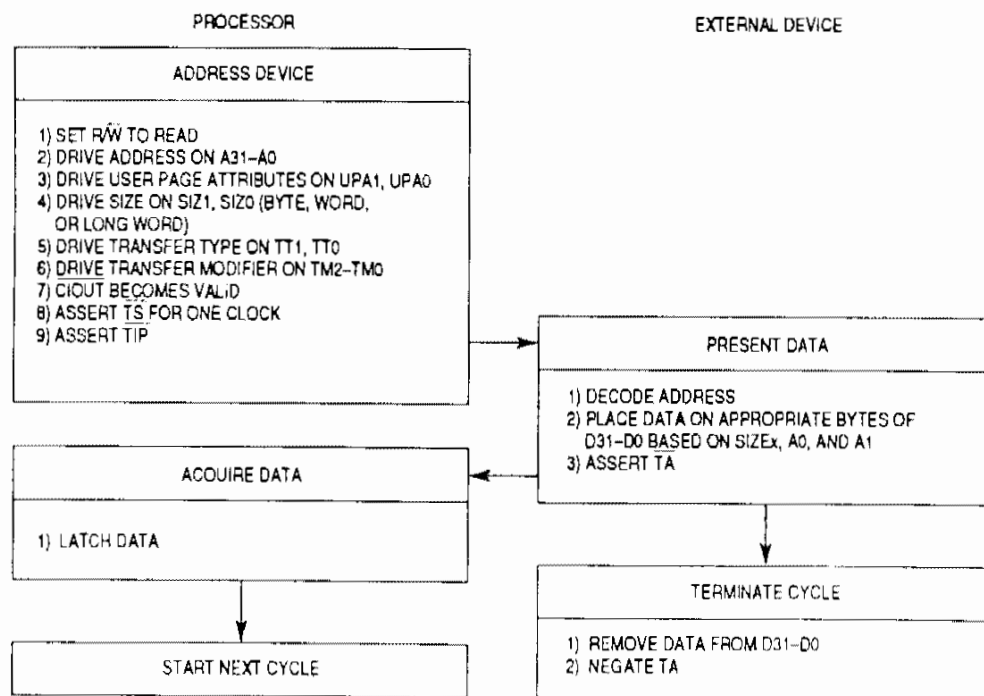 PROCESSOR
EXTERNAL DEVICE
ADDRESS DEVICE
1) SET R/W̅ TO READ
2) DRIVE ADDRESS ON A31–A0
3) DRIVE USER PAGE ATTRIBUTES ON UPA1, UPA0
4) DRIVE SIZE ON SIZ1, SIZ0 (BYTE, WORD,
OR LONG WORD)
5) DRIVE TRANSFER TYPE ON TT1, TT0
6) DRIVE TRANSFER MODIFIER ON TM2–TM0
7) C̅I̅O̅U̅T̅ BECOMES VALID
8) ASSERT T̅S̅ FOR ONE CLOCK
9) ASSERT T̅I̅P̅
PRESENT DATA
1) DECODE ADDRESS
2) PLACE DATA ON APPROPRIATE BYTES OF
D31–D0 BASED ON SIZEx, A0, AND A1
3) ASSERT T̅A̅
ACQUIRE DATA
1) LATCH DATA
TERMINATE CYCLE
1) REMOVE DATA FROM D31–D0
2) NEGATE TA
START NEXT CYCLE